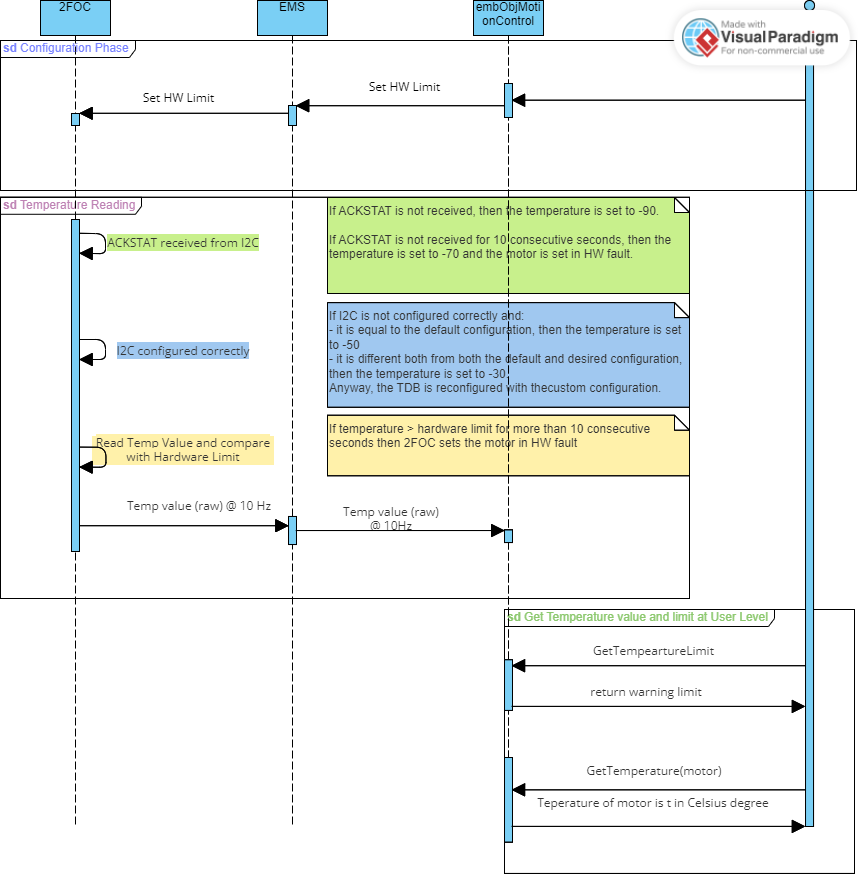 2FOC
EMS
embObjMoti
onControl
Made with
VisualParadigm
For non-commercial use
sd Configuration Phase
Set HW Limit
Set HW Limit
sd Temperature Reading
If ACKSTAT is not received, then the temperature is set to -90.
If ACKSTAT is not received for 10 consecutive seconds, then the
temperature is set to -70 and the motor is set in HW fault.
ACKSTAT received from I2C
If I2C is not configured correctly and:
- it is equal to the default configuration, then the temperature is set
to -50
- it is different both from both the default and desired configuration,
then the temperature is set to -30.
Anyway, the TDB is reconfigured with thecustom configuration.
I2C configured correctly
If temperature > hardware limit for more than 10 consecutive
seconds then 2FOC sets the motor in HW fault
Read Temp Value and compare
with Hardware Limit
Temp value (raw) @ 10 Hz
Temp value (raw)
@ 10Hz
sd Get Temperature value and limit at User Level
GetTempeartureLimit
return warning limit
GetTemperature(motor)
Teperature of motor is t in Celsius degree